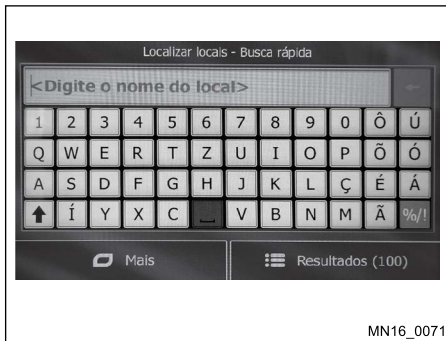 Localizar locais - Busca rápida
<Digite o nome do local>
1 2 3 4 5 6 7 8 9 0 Ô Ú
Q W E R T Z U I O P Õ Ó
A S D F G H J K L Ç É Á
Í Y X C V B N M Ã %/!
Mais Resultados (100)
MN16_0071